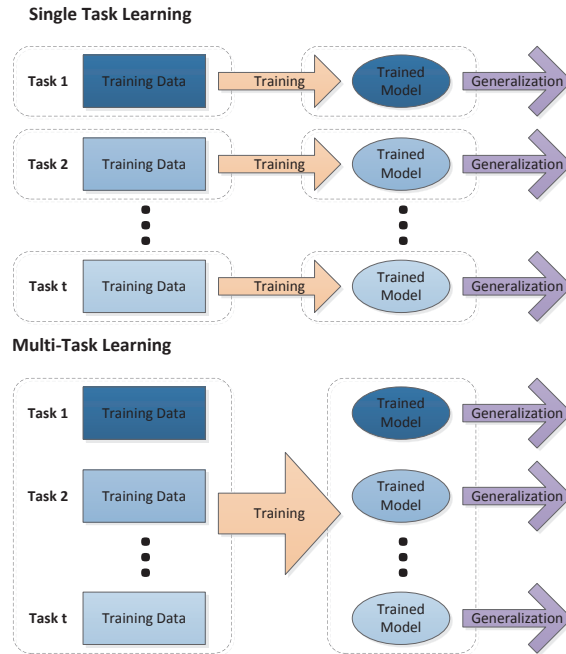 Single Task Learning
Task 1
Training Data
Training
Trained
Model
Generalization
Task 2
Training Data
Training
Trained
Model
Generalization
Task t
Training Data
Training
Trained
Model
Generalization
Multi-Task Learning
Task 1
Training Data
Trained
Model
Generalization
Task 2
Training Data
Training
Trained
Model
Generalization
Task t
Training Data
Trained
Model
Generalization